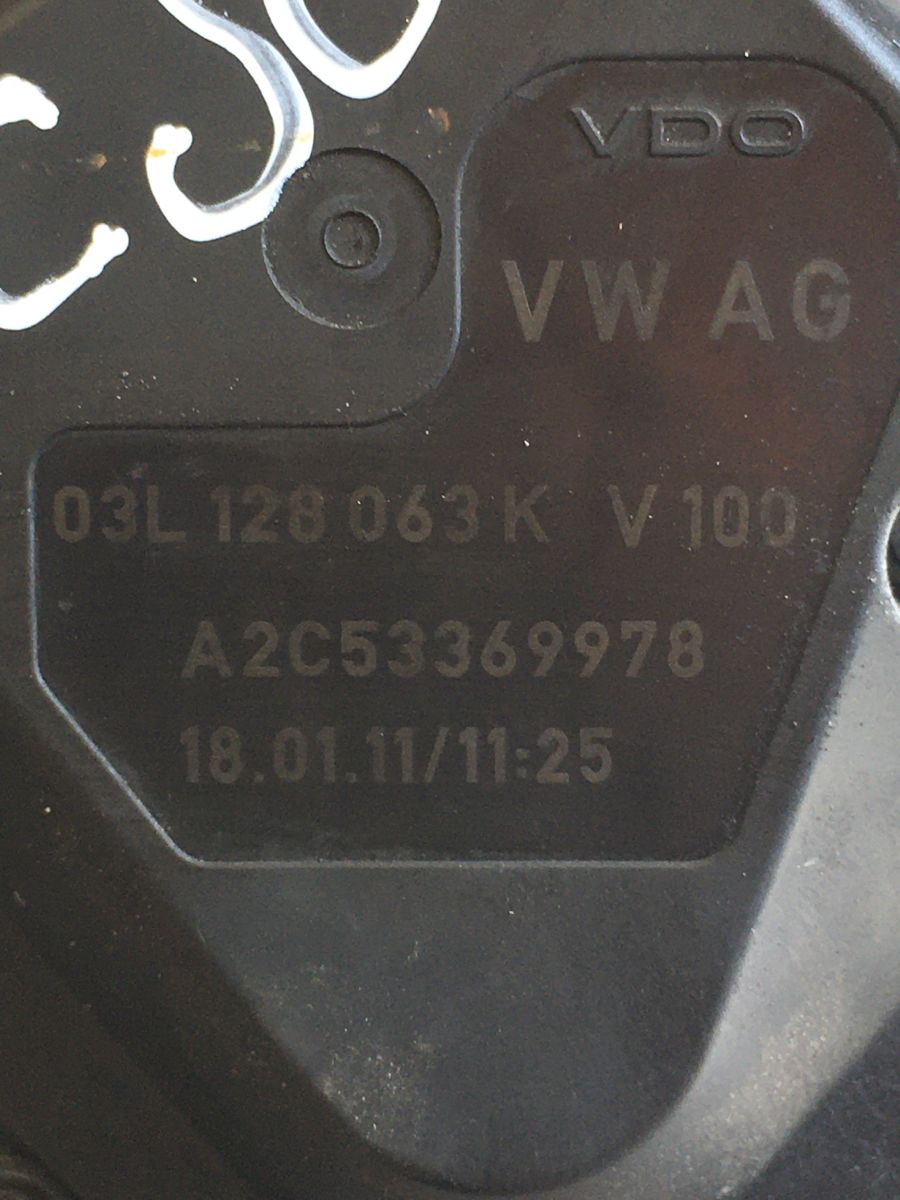 VDO
VW AG
03L 128 063 K V 100
A2C53369978
18.01.11/11:25